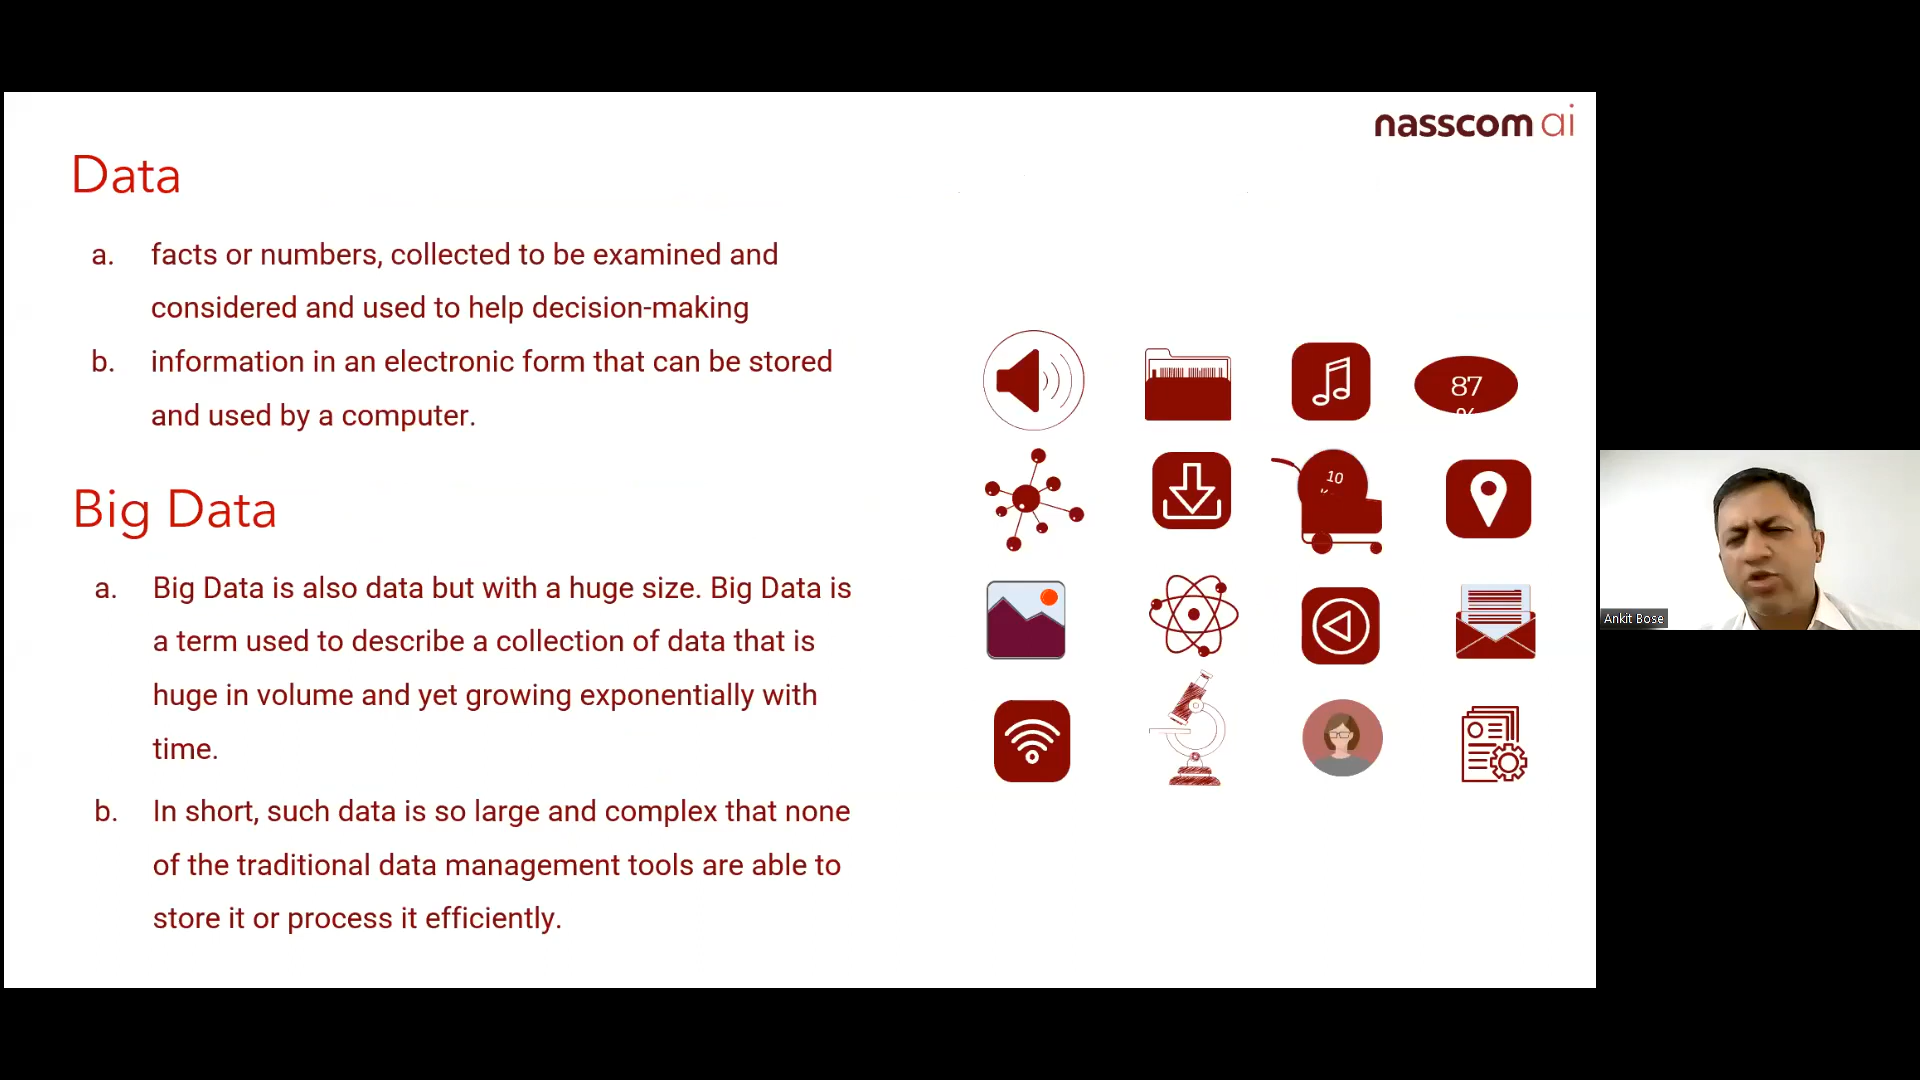 nasscom ai
Data
a. facts or numbers, collected to be examined and
considered and used to help decision-making
b. information in an electronic form that can be stored
and used by a computer.
Big Data
a. Big Data is also data but with a huge size. Big Data is
a term used to describe a collection of data that is
huge in volume and yet growing exponentially with
time.
b. In short, such data is so large and complex that none
of the traditional data management tools are able to
store it or process it efficiently.
87
%
10
Ankit Bose